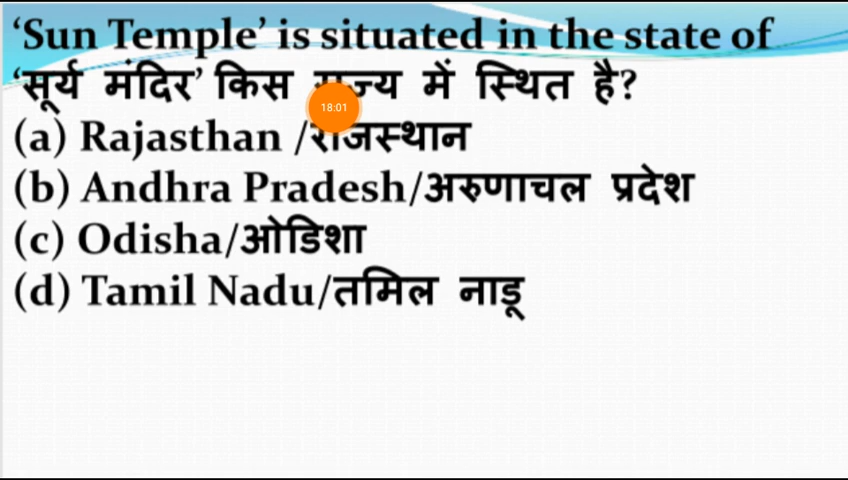 ‘Sun Temple’ is situated in the state of
‘सूर्य मंदिर’ किस में स्थित है?
18:01
(a) Rajasthan /राजस्थान
(b) Andhra Pradesh/अरुणाचल प्रदेश
(c) Odisha/ओडिशा
(d) Tamil Nadu/तमिल नाडू